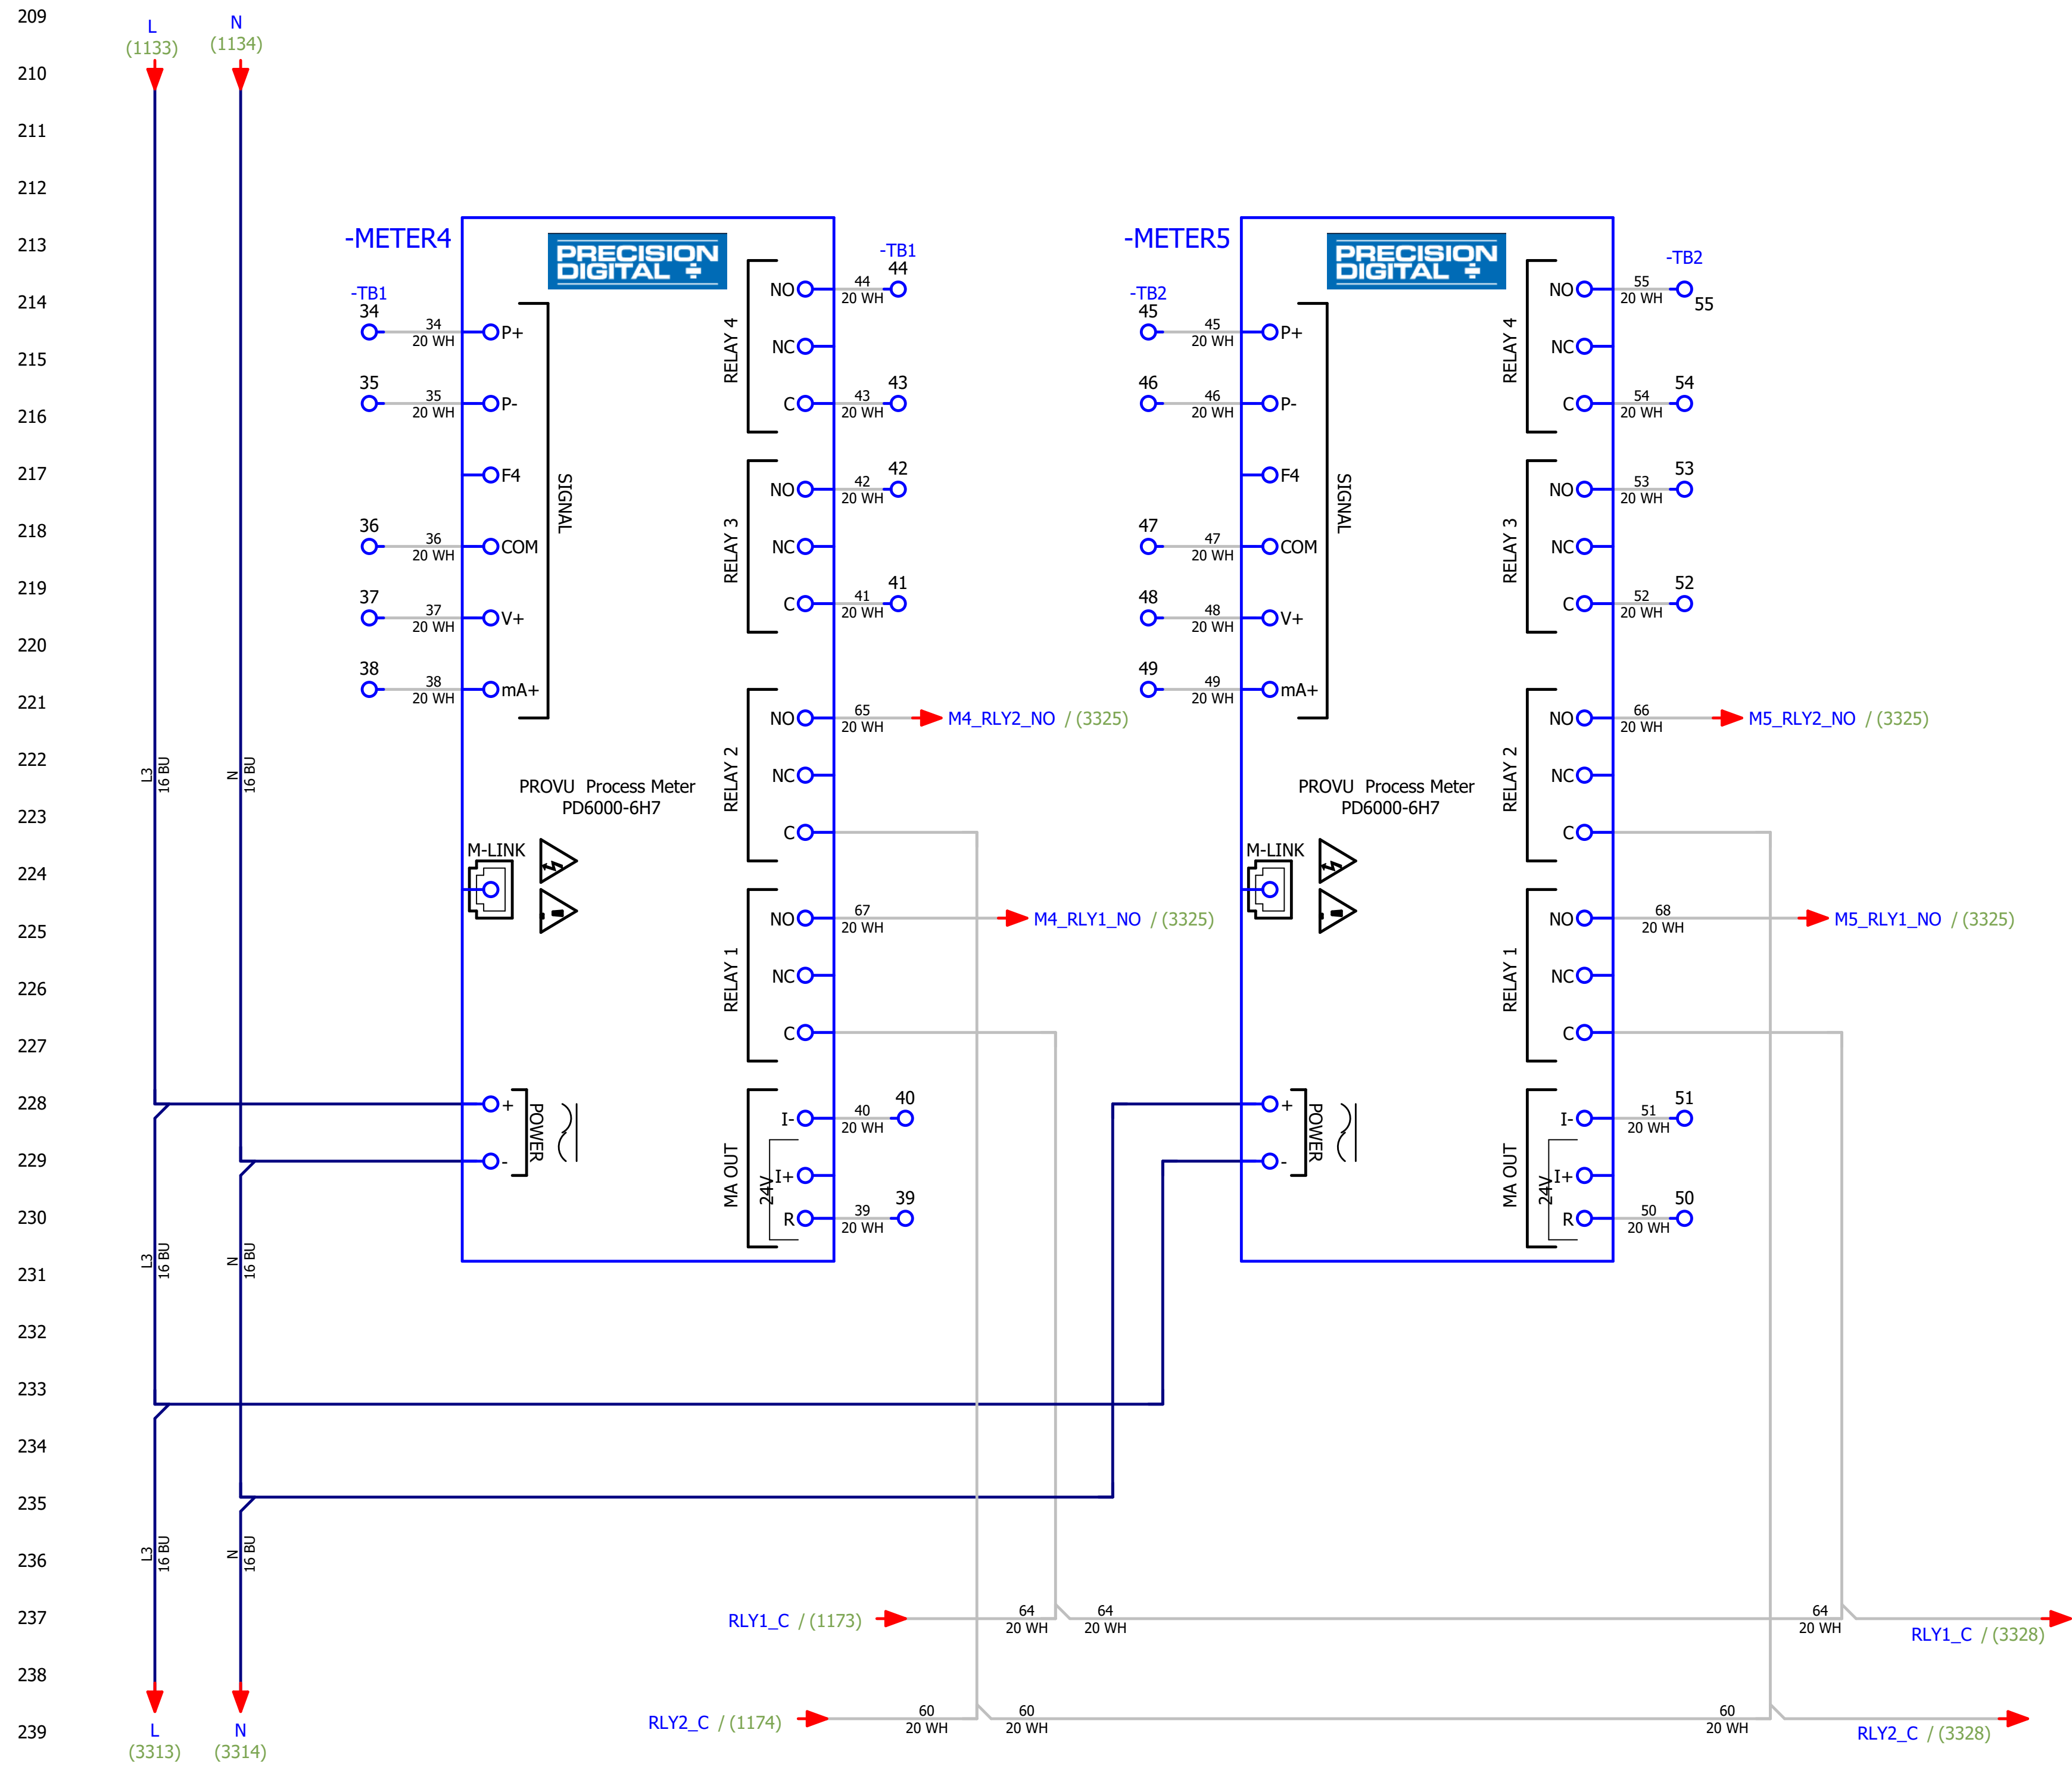 209
L
(1133)
N
(1134)
210
211
212
213
214
215
216
217
218
219
220
221
222
223
224
225
226
227
228
229
230
231
232
233
234
235
236
237
238
239
L3
16 BU
N
16 BU
L3
16 BU
N
16 BU
L3
16 BU
N
16 BU
L
(3313)
N
(3314)
-METER4
PRECISION
DIGITAL
-TB1
34
34
20 WH
P+
35
35
20 WH
P-
F4
36
36
20 WH
COM
37
37
20 WH
V+
38
38
20 WH
mA+
SIGNAL
PROVU Process Meter
PD6000-6H7
M-LINK
+
-
POWER
-TB1
RELAY 4
NO
44
20 WH
44
NC
C
43
20 WH
43
RELAY 3
NO
42
20 WH
42
NC
C
41
20 WH
41
RELAY 2
NO
65
20 WH
M4_RLY2_NO / (3325)
NC
C
RELAY 1
NO
67
20 WH
M4_RLY1_NO / (3325)
NC
C
MA OUT
24V
I-
40
20 WH
40
I+
R
39
20 WH
39
-METER5
PRECISION
DIGITAL
-TB2
45
45
20 WH
P+
46
46
20 WH
P-
F4
47
47
20 WH
COM
48
48
20 WH
V+
49
49
20 WH
mA+
SIGNAL
PROVU Process Meter
PD6000-6H7
M-LINK
+
-
POWER
-TB2
RELAY 4
NO
55
20 WH
55
NC
C
54
20 WH
54
RELAY 3
NO
53
20 WH
53
NC
C
52
20 WH
52
RELAY 2
NO
66
20 WH
M5_RLY2_NO / (3325)
NC
C
RELAY 1
NO
68
20 WH
M5_RLY1_NO / (3325)
NC
C
MA OUT
24V
I-
51
20 WH
51
I+
R
50
20 WH
50
RLY1_C / (1173)
64
20 WH
64
20 WH
64
20 WH
RLY1_C / (3328)
RLY2_C / (1174)
60
20 WH
60
20 WH
60
20 WH
RLY2_C / (3328)